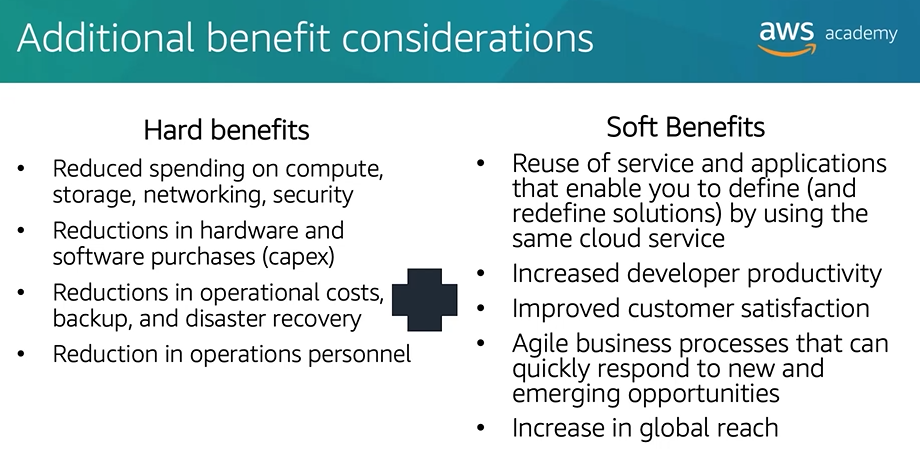 Additional benefit considerations
aws academy
Hard benefits
• Reduced spending on compute,
storage, networking, security
• Reductions in hardware and
software purchases (capex)
• Reductions in operational costs,
backup, and disaster recovery
• Reduction in operations personnel
Soft Benefits
• Reuse of service and applications
that enable you to define (and
redefine solutions) by using the
same cloud service
• Increased developer productivity
• Improved customer satisfaction
• Agile business processes that can
quickly respond to new and
emerging opportunities
• Increase in global reach